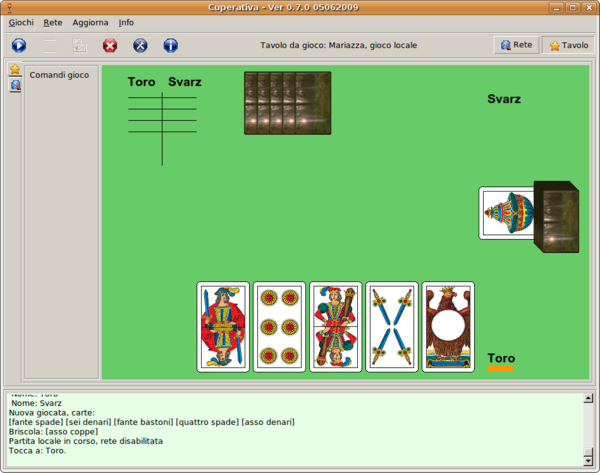 Cuperativa - Ver 0.7.0 05062009
Giochi Rete Aggiorna Info
Tavolo da gioco: Mariazza, gioco locale
Rete
Tavolo
Comandi gioco
Toro Svarz
Svarz
Toro
Nome: Toro
Nome: Svarz
Nuova giocata, carte:
[fante spade] [sei denari] [fante bastoni] [quattro spade] [asso denari]
Briscola: [asso coppe]
Partita locale in corso, rete disabilitata
Tocca a: Toro.